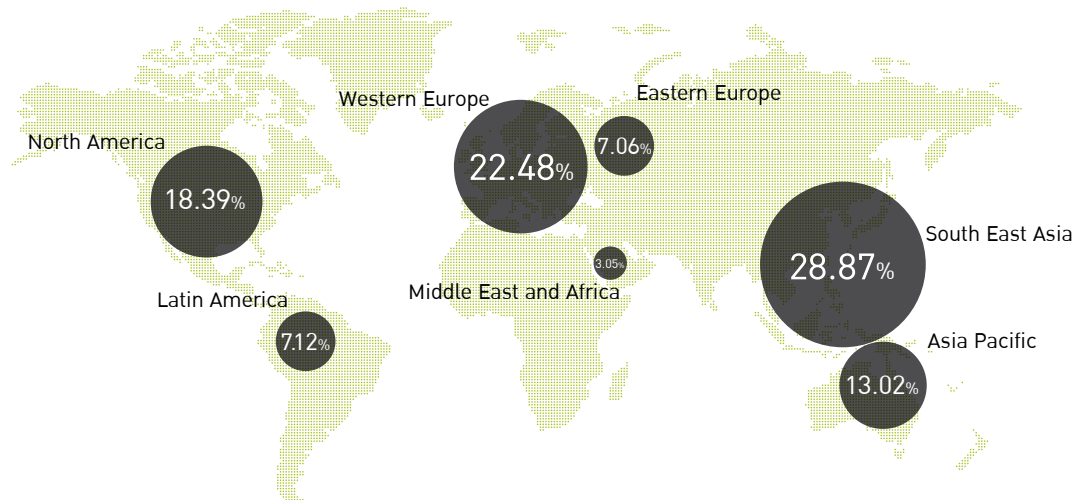 Western Europe
22.48%
Eastern Europe
7.06%
North America
18.39%
South East Asia
28.87%
Middle East and Africa
3.05%
Latin America
7.12%
Asia Pacific
13.02%